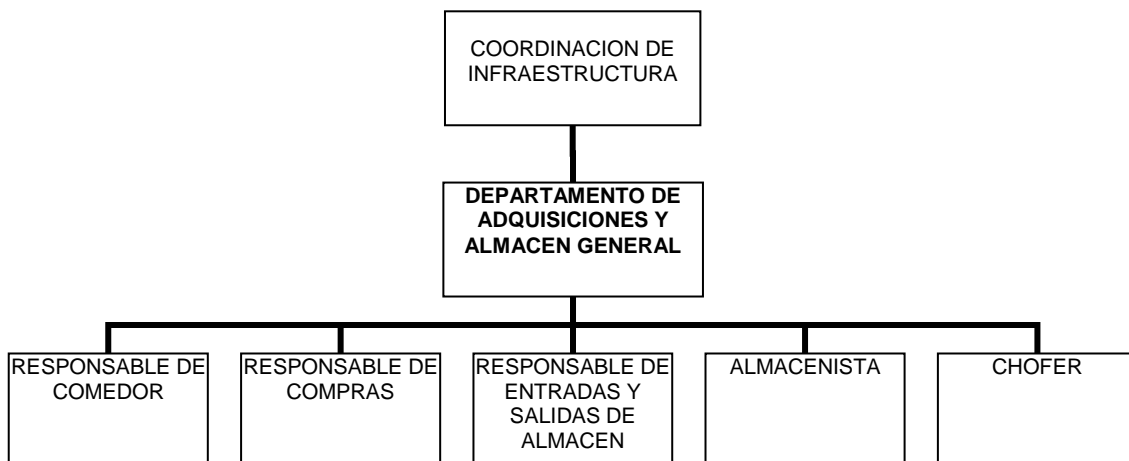 COORDINACION DE
INFRAESTRUCTURA
DEPARTAMENTO DE
ADQUISICIONES Y
ALMACEN GENERAL
RESPONSABLE DE
COMEDOR
RESPONSABLE DE
COMPRAS
RESPONSABLE DE
ENTRADAS Y
SALIDAS DE
ALMACEN
ALMACENISTA
CHOFER